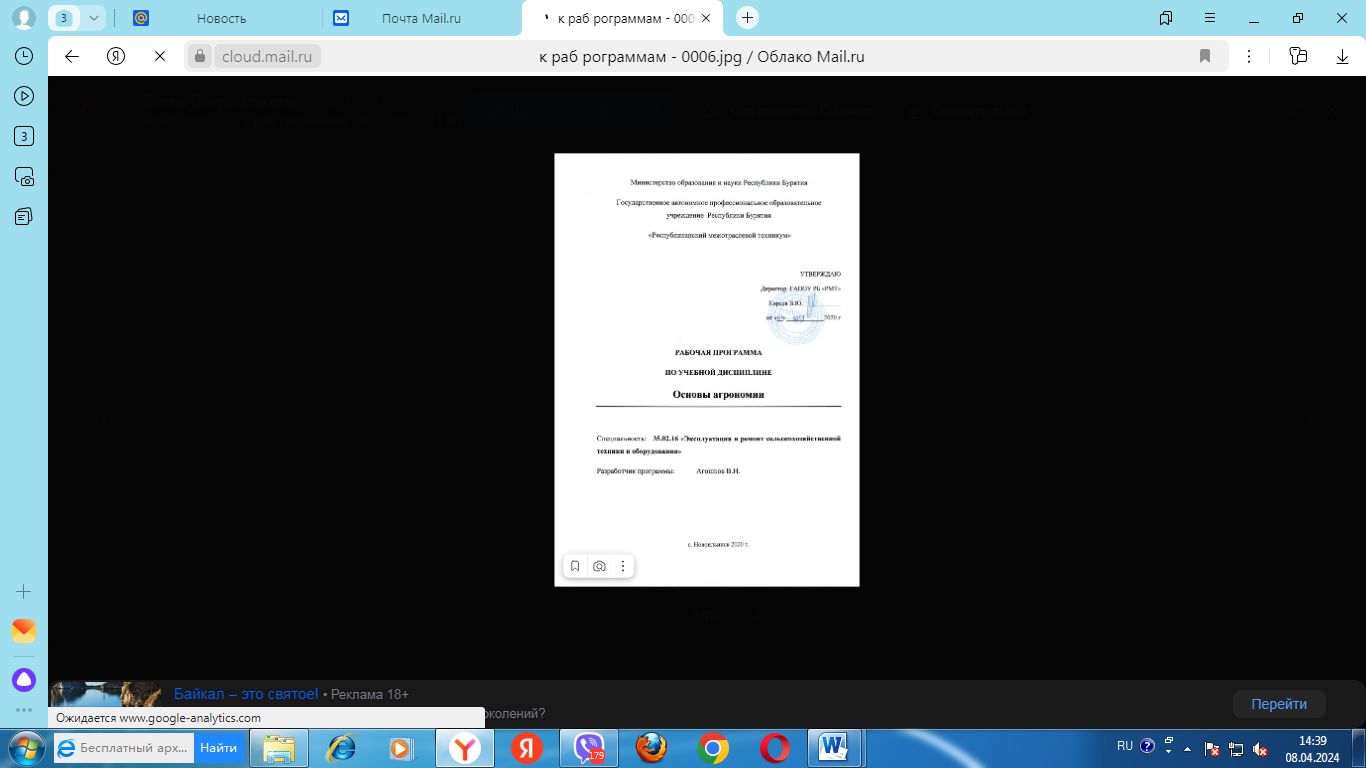 3
Новость
Почта Mail.ru
к раб рограммам - 000
cloud.mail.ru
к раб рограммам - 0006.jpg / Облако Mail.ru
3
Министерство образования и науки Республики Бурятия
Государственное автономное профессиональное образовательное
учреждение Республики Бурятия
«Республиканский межотраслевой техникум»
УТВЕРЖДАЮ
Директор ГАПОУ РБ «РМТ»
В.Ю.
от
2020 г
РАБОЧАЯ ПРОГРАММА
ПО УЧЕБНОЙ ДИСЦИПЛИНЕ
Основы агрономии
Специальность: 35.02.16 «Эксплуатация и ремонт сельскохозяйственной
техники и оборудования»
Разработчик программы: В.Н.
2020 г.
Байкал – это святое! • Реклама 18+
околений?
Перейти
Ожидается www.google-analytics.com
Бесплатный арх...
Найти
179
RU
14:39
08.04.2024